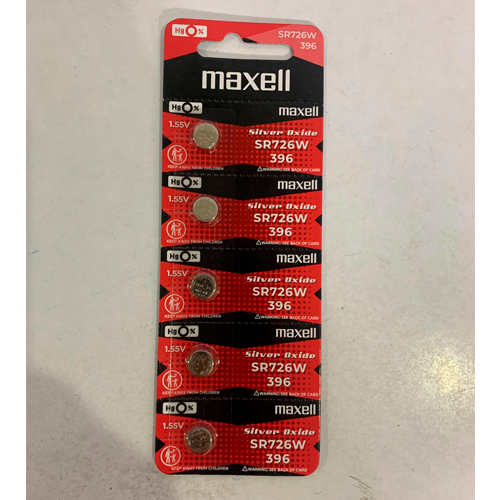 Hg 0%
SR726W
396
maxell
Hg 0%
maxell
1.55V
Silver Oxide
SR726W
396
KEEP AWAY FROM CHILDREN
⚠WARNING: SEE BACK OF CARD
Hg 0%
maxell
1.55V
Silver Oxide
SR726W
396
KEEP AWAY FROM CHILDREN
⚠WARNING: SEE BACK OF CARD
Hg 0%
maxell
1.55V
Silver Oxide
SR726W
396
KEEP AWAY FROM CHILDREN
⚠WARNING: SEE BACK OF CARD
Hg 0%
maxell
1.55V
Silver Oxide
SR726W
396
KEEP AWAY FROM CHILDREN
⚠WARNING: SEE BACK OF CARD
Hg 0%
maxell
1.55V
Silver Oxide
SR726W
396
KEEP AWAY FROM CHILDREN
⚠WARNING: SEE BACK OF CARD